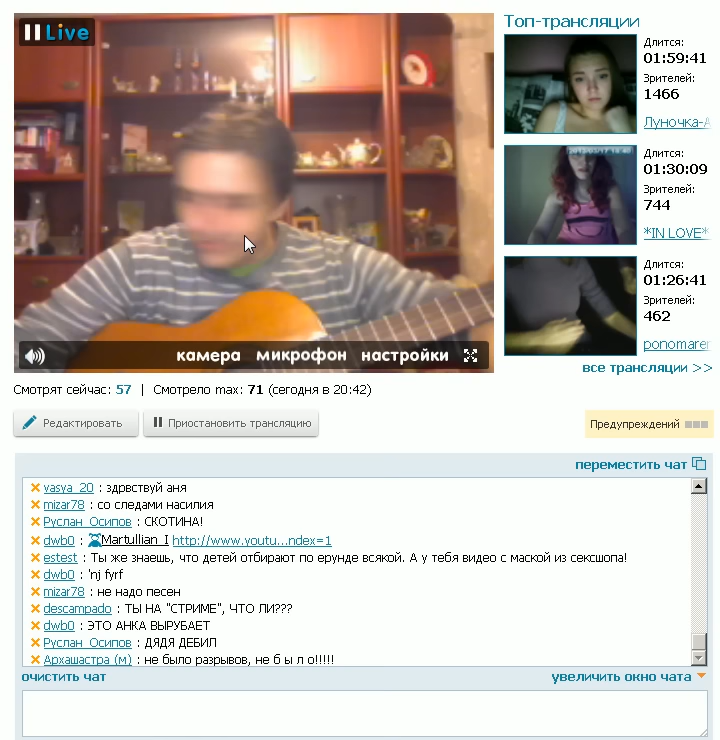 Live
камера микрофон настройки
Смотрят сейчас: 57 | Смотрело max: 71 (сегодня в 20:42)
Редактировать
Приостановить трансляцию
Предупреждений
Топ-трансляции
Длится:
01:59:41
Зрителей:
1466
Луночка-А
Длится:
01:30:09
Зрителей:
744
*IN LOVE*
Длится:
01:26:41
Зрителей:
462
ponomarer
все трансляции >>
переместить чат
vasya_20 : здрвствуй аня
mizar78 : со следами насилия
Руслан_Осипов : СКОТИНА!
dwb0 : Martullian_I http://www.youtu...ndex=1
estest : Ты же знаешь, что детей отбирают по ерунде всякой. А у тебя видео с маской из сексшопа!
dwb0 : 'nj fyrf
mizar78 : не надо песен
descampado : ТЫ НА "СТРИМЕ", ЧТО ЛИ???
dwb0 : ЭТО АНКА ВЫРУБАЕТ
Руслан_Осипов : ДЯДЯ ДЕБИЛ
Архашастра (м) : не было разрывов, не б ы л о!!!!!
очистить чат
увеличить окно чата